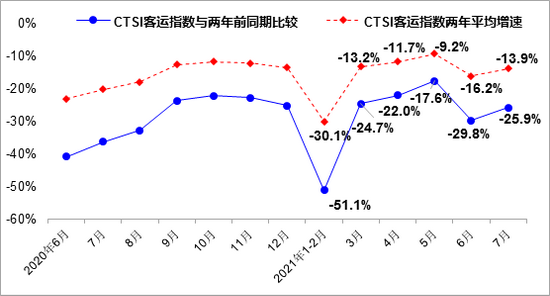 CTSI客运指数与两年前同期比较
CTSI客运指数两年平均增速
0%
-10%
-20%
-30%
-40%
-50%
-60%
-13.2%
-11.7%
-9.2%
-16.2%
-13.9%
-30.1%
-24.7%
-22.0%
-17.6%
-29.8%
-25.9%
-51.1%
2020年6月
7月
8月
9月
10月
11月
12月
2021年1-2月
3月
4月
5月
6月
7月